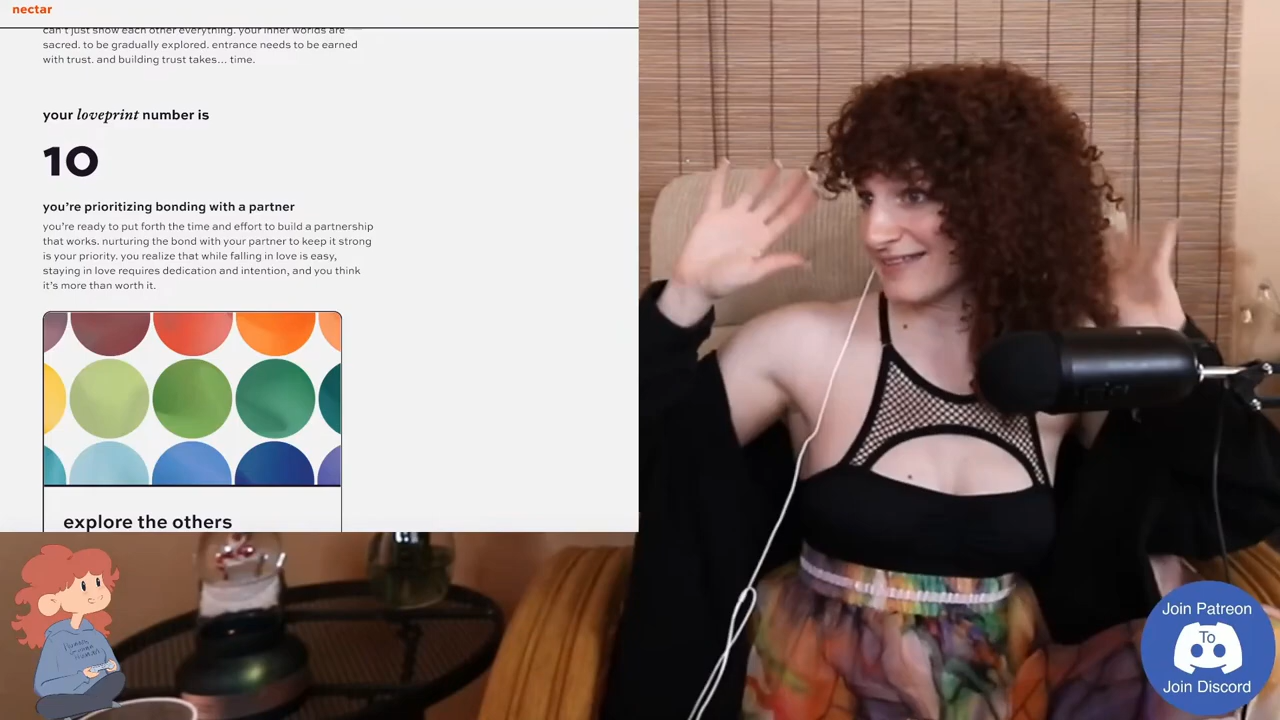 nectar
can't just show each other everything. your inner worlds are
sacred. to be gradually explored. entrance needs to be earned
with trust. and building trust takes... time.
your loveprint number is
10
you're prioritizing bonding with a partner
you're ready to put forth the time and effort to build a partnership
that works. nurturing the bond with your partner to keep it strong
is your priority. you realize that while falling in love is easy,
staying in love requires dedication and intention, and you think
it's more than worth it.
explore the others
Join Patreon
To
Join Discord